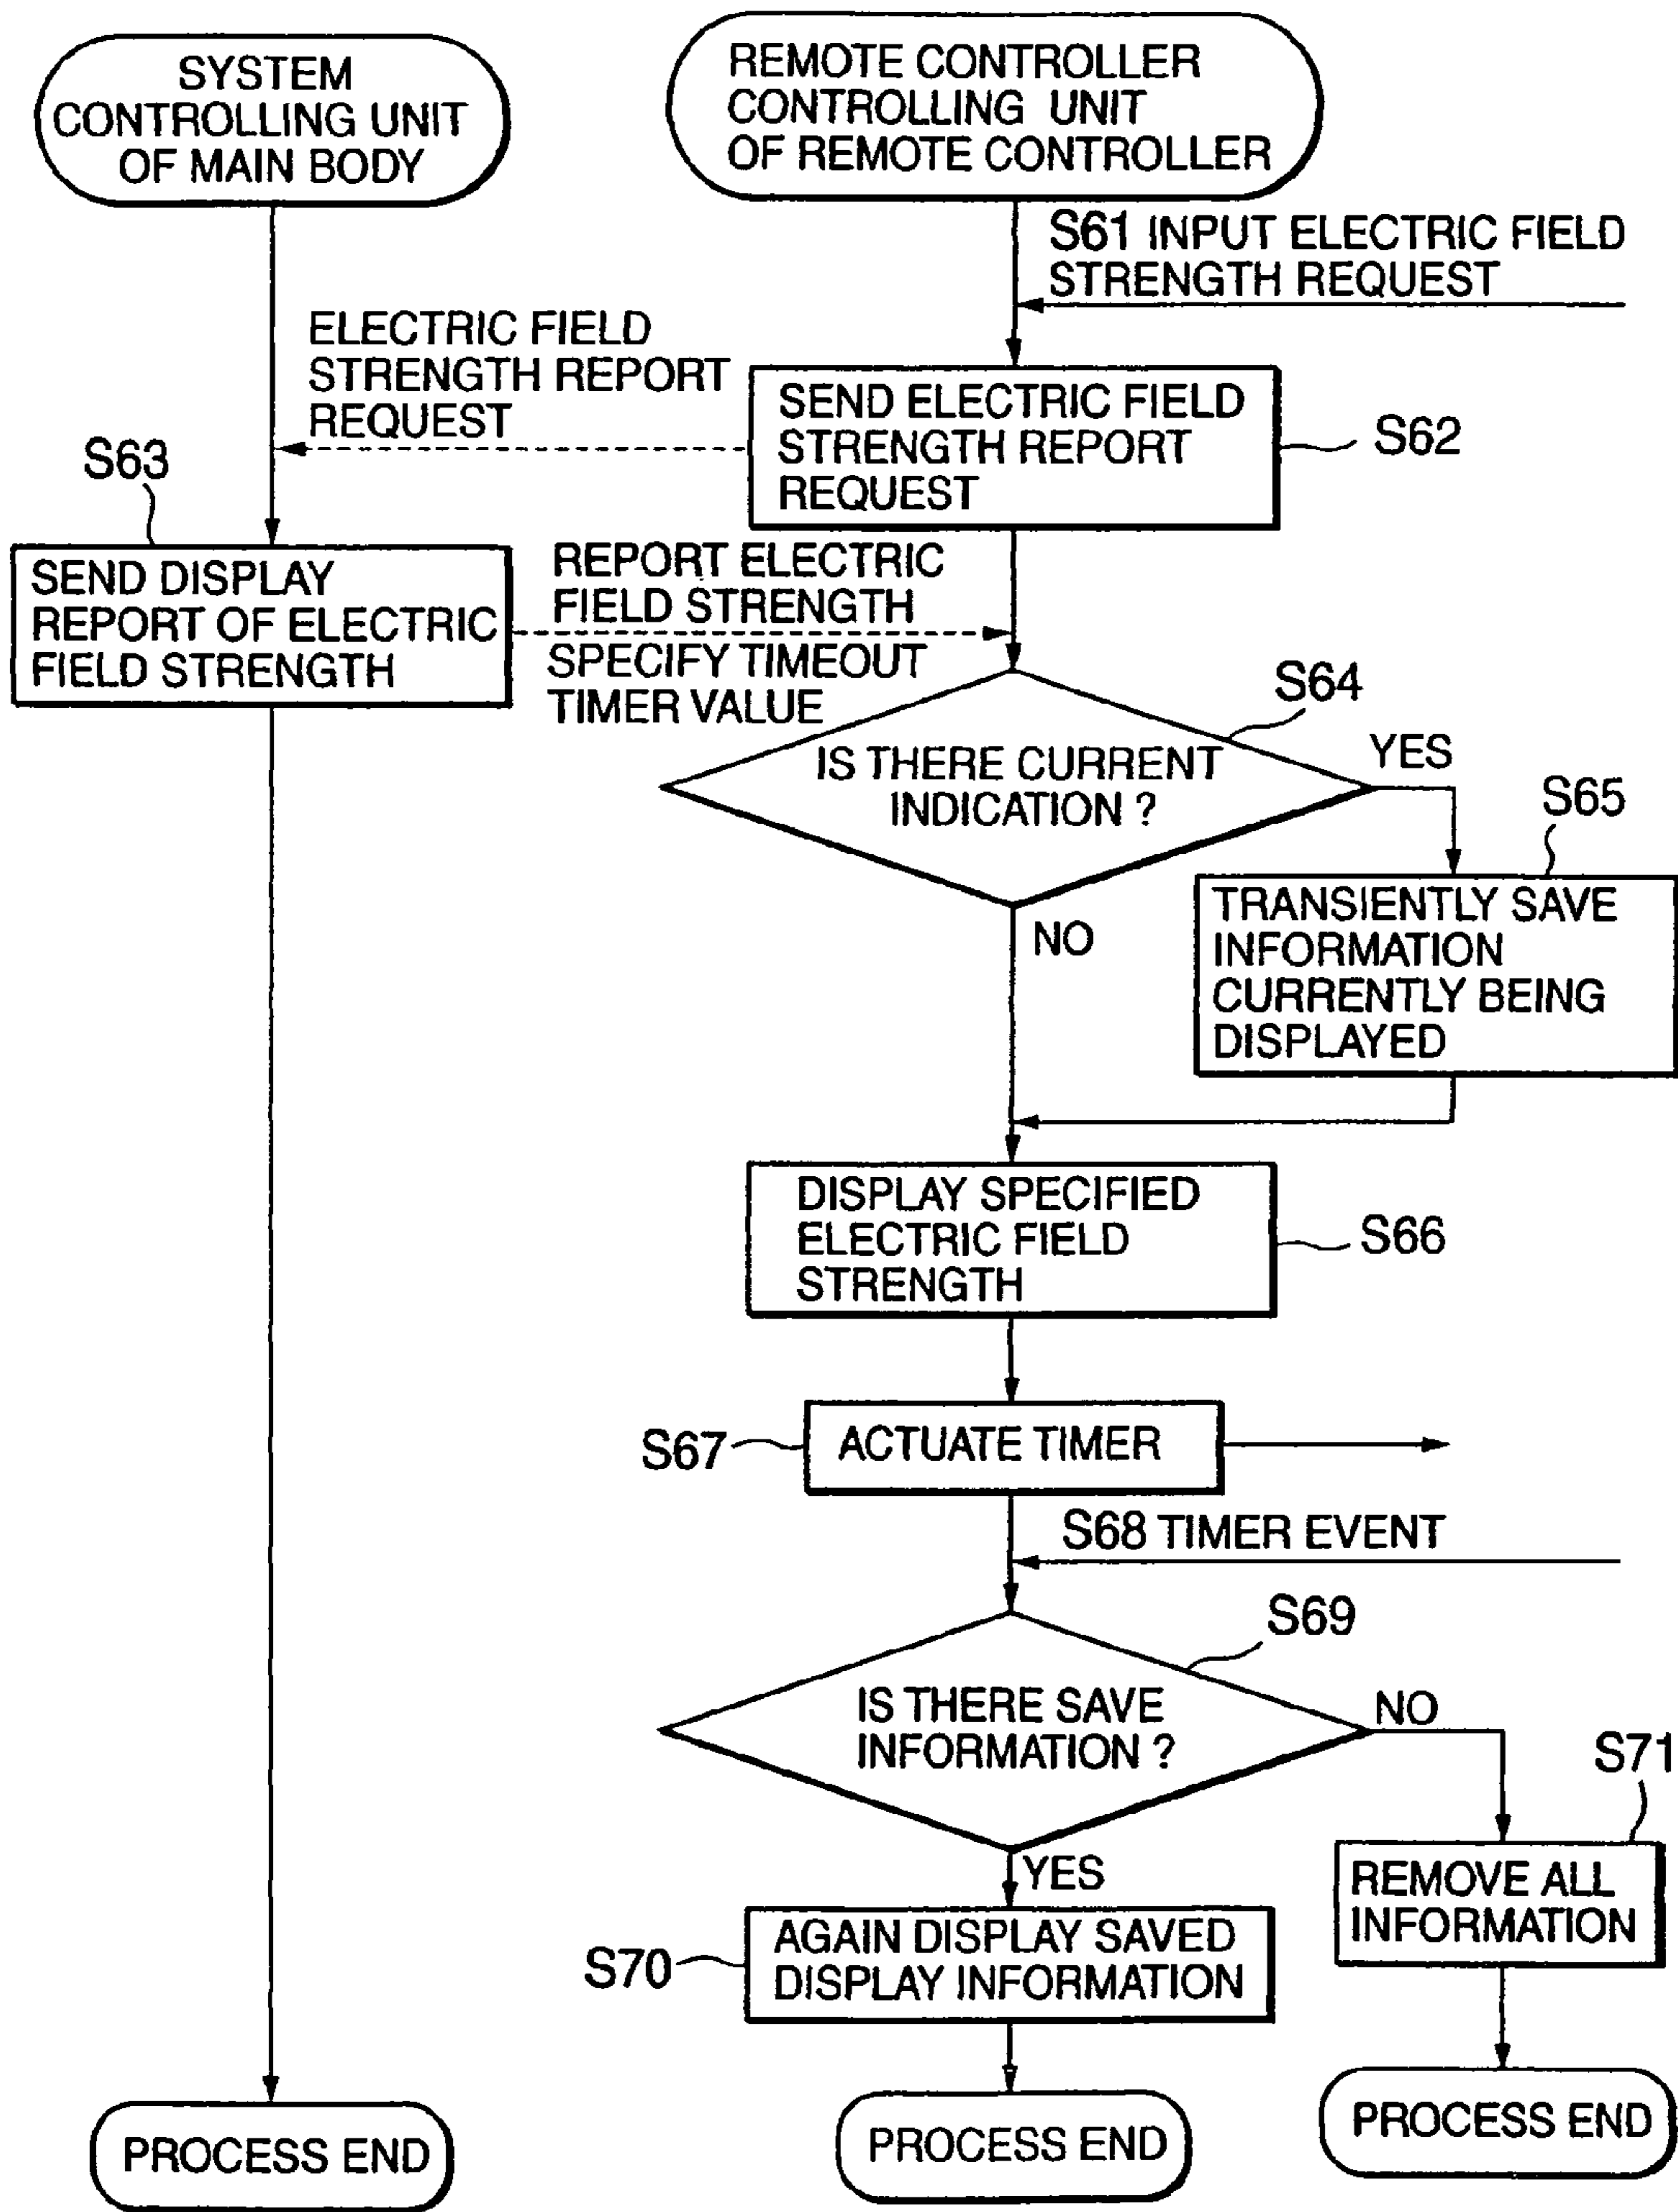 SYSTEM
CONTROLLING UNIT
OF MAIN BODY
REMOTE CONTROLLER
CONTROLLING UNIT
OF REMOTE CONTROLLER
S61 INPUT ELECTRIC FIELD
STRENGTH REQUEST
ELECTRIC FIELD
STRENGTH REPORT
REQUEST
SEND ELECTRIC FIELD
STRENGTH REPORT
REQUEST
S62
S63
SEND DISPLAY
REPORT OF ELECTRIC
FIELD STRENGTH
REPORT ELECTRIC
FIELD STRENGTH
SPECIFY TIMEOUT
TIMER VALUE
S64
IS THERE CURRENT
INDICATION ?
YES
NO
S65
TRANSIENTLY SAVE
INFORMATION
CURRENTLY BEING
DISPLAYED
DISPLAY SPECIFIED
ELECTRIC FIELD
STRENGTH
S66
S67
ACTUATE TIMER
S68 TIMER EVENT
S69
IS THERE SAVE
INFORMATION ?
NO
YES
S71
REMOVE ALL
INFORMATION
S70
AGAIN DISPLAY SAVED
DISPLAY INFORMATION
PROCESS END
PROCESS END
PROCESS END